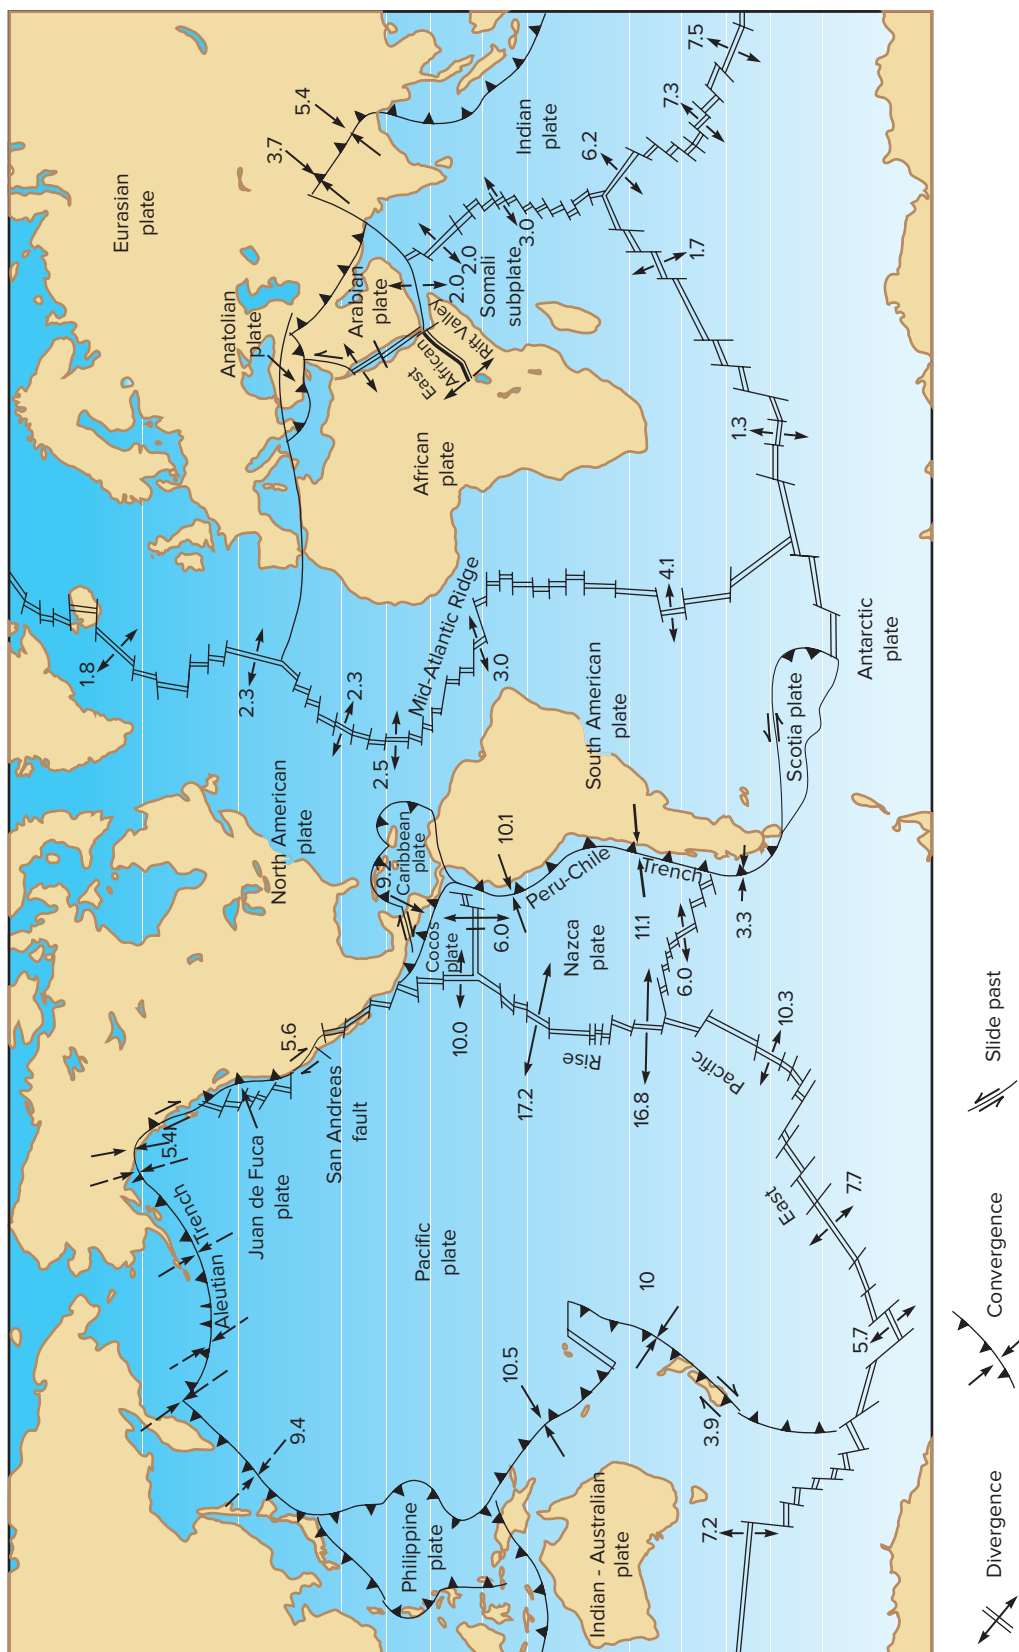 Eurasian
plate
Anatolian
plate
Arabian
plate
5.4
3.7
Indian
plate
7.5
7.3
6.2
3.0
2.0
2.0
Somali
subplate
1.7
East
African
Rift Valley
African
plate
1.3
1.8
2.3
2.3
2.5
Mid-Atlantic Ridge
3.0
4.1
North American
plate
South American
plate
Antarctic
plate
Scotia plate
Caribbean
plate
9.2
10.1
Peru-Chile
Trench
11.1
3.3
Cocos
plate
6.0
Nazca
plate
6.0
10.0
17.2
16.8
Rise
Pacific
East
10.3
7.7
5.7
5.6
San Andreas
fault
Juan de Fuca
plate
5.4
Aleutian
Trench
Pacific
plate
10
3.9
10.5
9.4
Philippine
plate
Indian - Australian
plate
7.2
Divergence
Convergence
Slide past